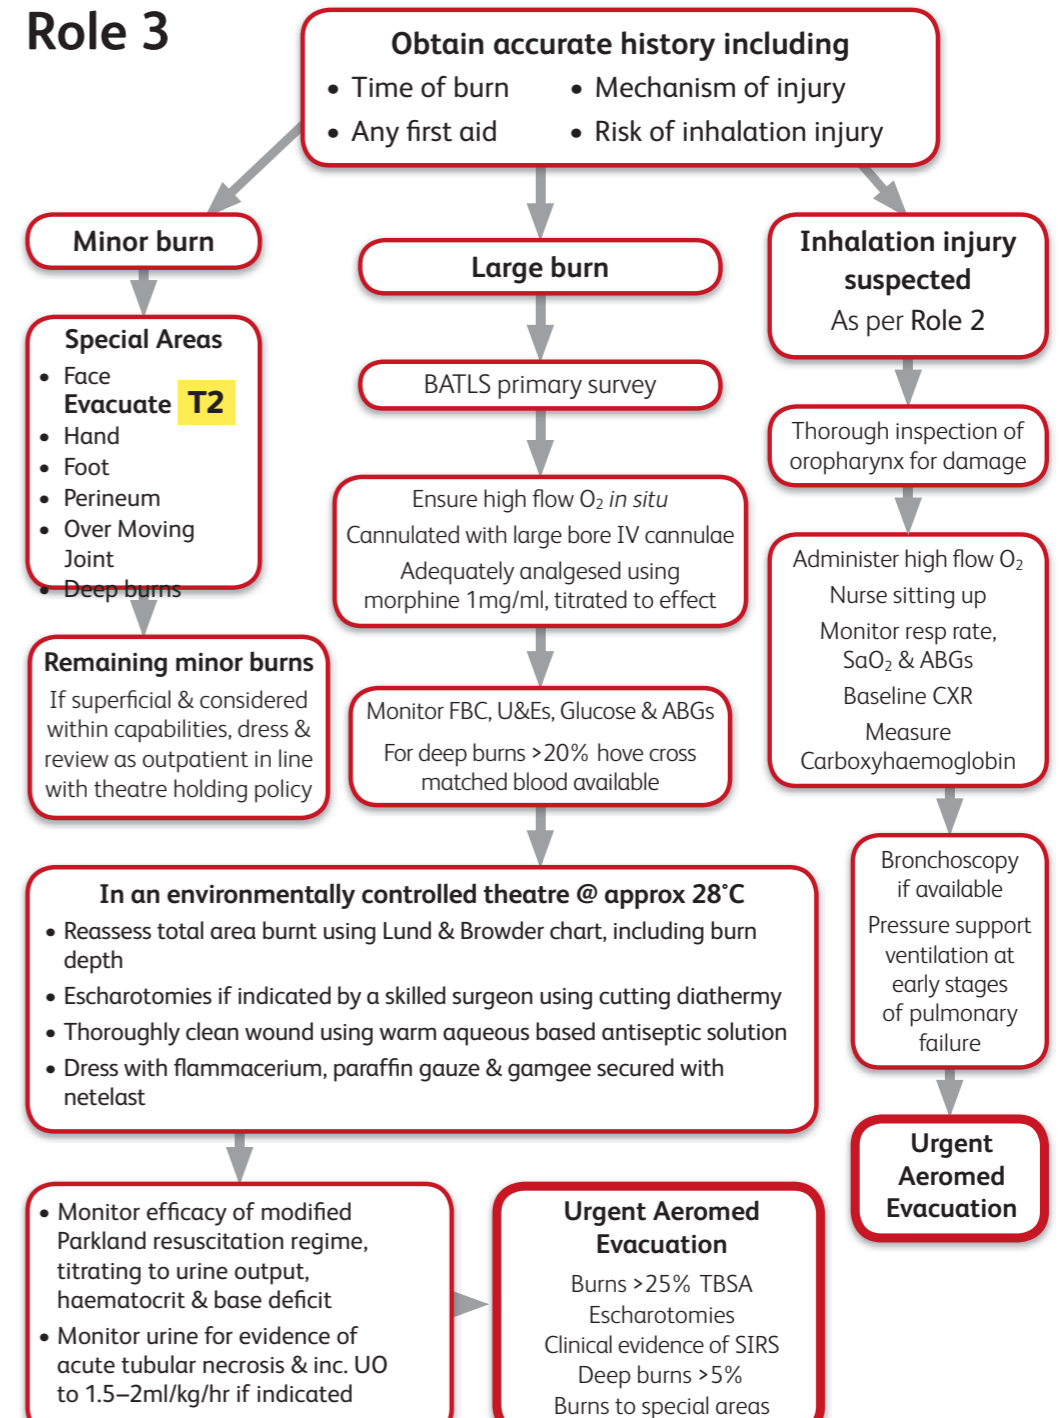 Role 3
Obtain accurate history including
• Time of burn
• Any first aid
• Mechanism of injury
• Risk of inhalation injury
Minor burn
Special Areas
• Face
Evacuate T2
• Hand
• Foot
• Perineum
• Over Moving
Joint
• Deep burns
Remaining minor burns
If superficial & considered
within capabilities, dress &
review as outpatient in line
with theatre holding policy
Large burn
BATLS primary survey
Ensure high flow O₂ in situ
Cannulated with large bore IV cannulae
Adequately analgesed using
morphine 1mg/ml, titrated to effect
Monitor FBC, U&Es, Glucose & ABGs
For deep burns >20% hove cross
matched blood available
In an environmentally controlled theatre @ approx 28°C
• Reassess total area burnt using Lund & Browder chart, including burn
depth
• Escharotomies if indicated by a skilled surgeon using cutting diathermy
• Thoroughly clean wound using warm aqueous based antiseptic solution
• Dress with flammacerium, paraffin gauze & gamgee secured with
netelast
• Monitor efficacy of modified
Parkland resuscitation regime,
titrating to urine output,
haematocrit & base deficit
• Monitor urine for evidence of
acute tubular necrosis & inc. UO
to 1.5–2ml/kg/hr if indicated
Urgent Aeromed
Evacuation
Burns >25% TBSA
Escharotomies
Clinical evidence of SIRS
Deep burns >5%
Burns to special areas
Inhalation injury
suspected
As per Role 2
Thorough inspection of
oropharynx for damage
Administer high flow O₂
Nurse sitting up
Monitor resp rate,
SaO₂ & ABGs
Baseline CXR
Measure
Carboxyhaemoglobin
Bronchoscopy
if available
Pressure support
ventilation at
early stages
of pulmonary
failure
Urgent
Aeromed
Evacuation